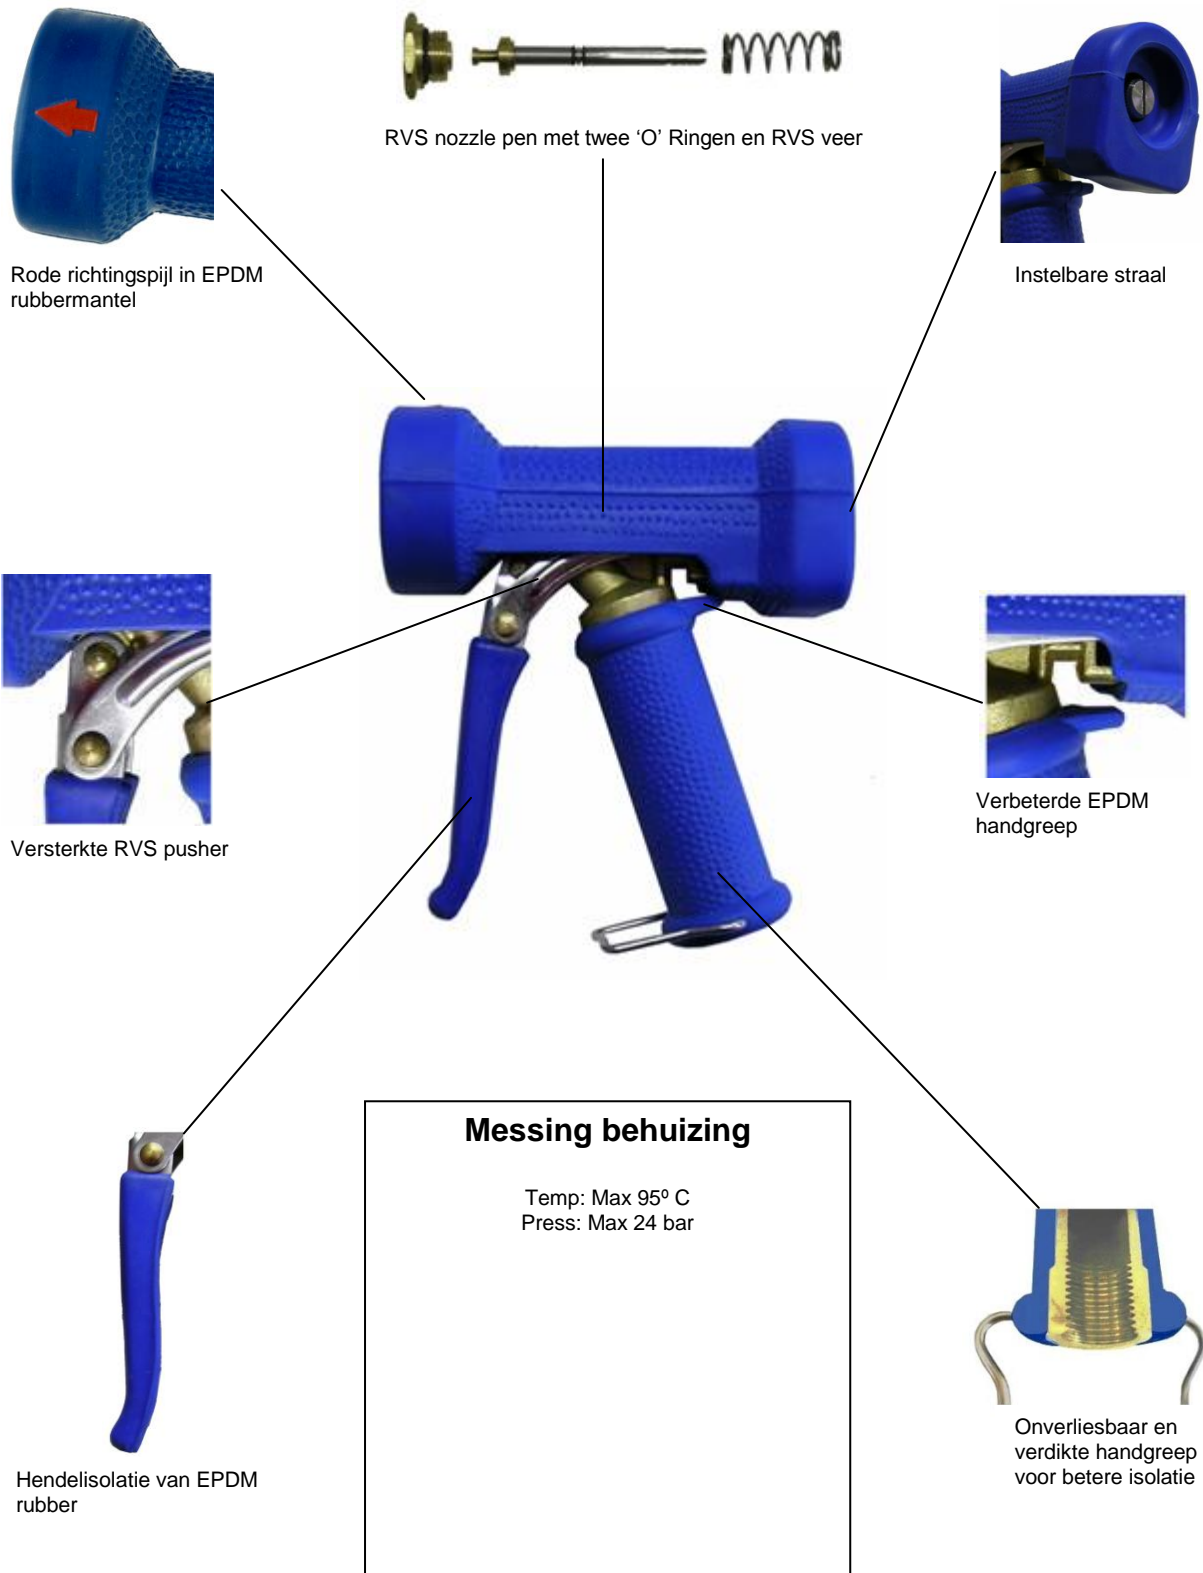 RVS nozzle pen met twee ‘O’ Ringen en RVS veer
Rode richtingspijl in EPDM
rubbermantel
Instelbare straal
Versterkte RVS pusher
Verbeterde EPDM
handgreep
Messing behuizing
Temp: Max 95º C
Press: Max 24 bar
Hendelisolatie van EPDM
rubber
Onverliesbaar en
verdikte handgreep
voor betere isolatie